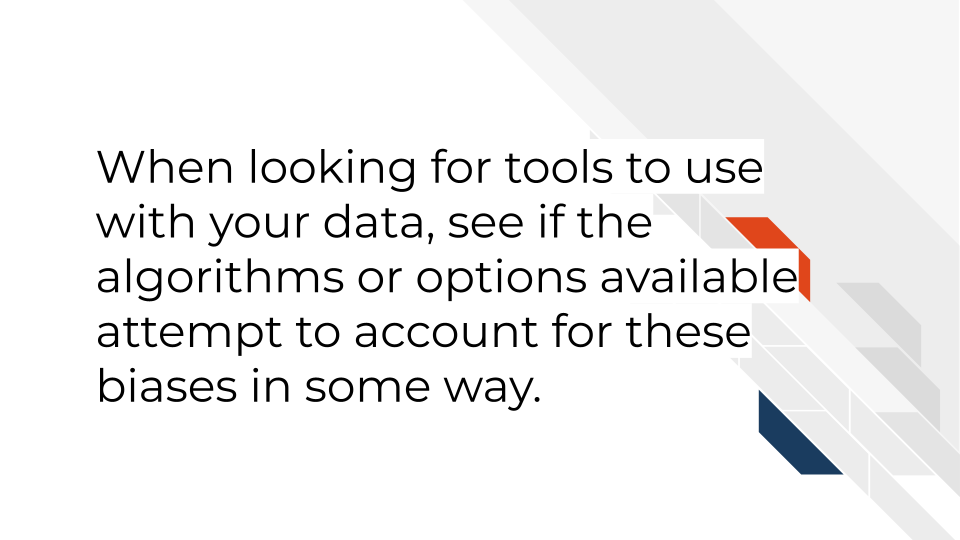 When looking for tools to use
with your data, see if the
algorithms or options available
attempt to account for these
biases in some way.